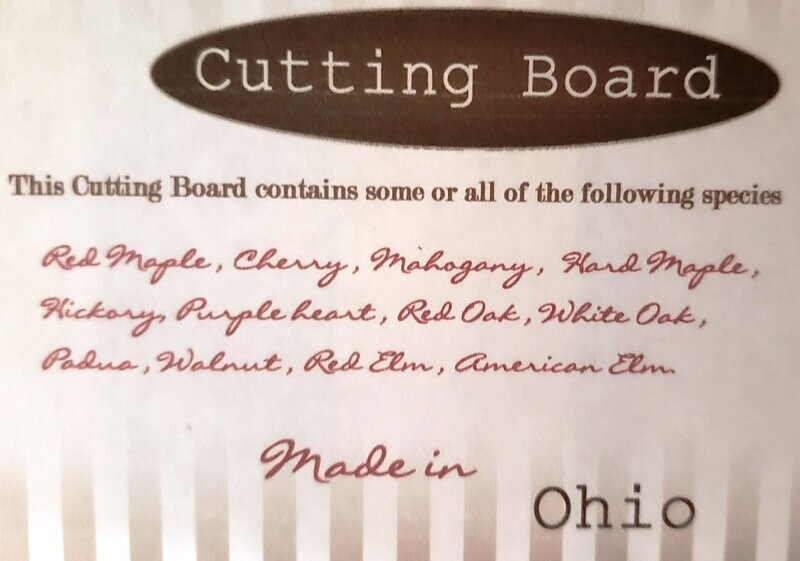 Cutting Board
This Cutting Board contains some or all of the following species
Red Maple, Cherry, Mahogany, Hard Maple,
Hickory, Purple heart, Red Oak, White Oak,
Padua, Walnut, Red Elm, American Elm.
Made in
Ohio